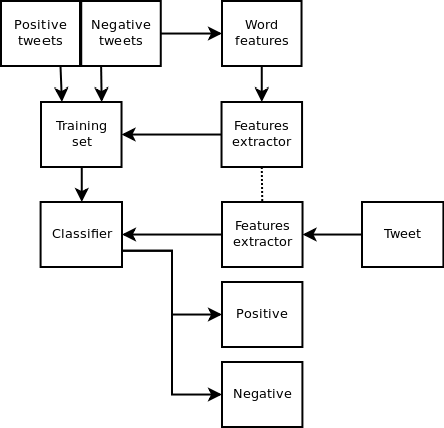 Positive
tweets
Negative
tweets
Word
features
Training
set
Features
extractor
Classifier
Features
extractor
Tweet
Positive
Negative